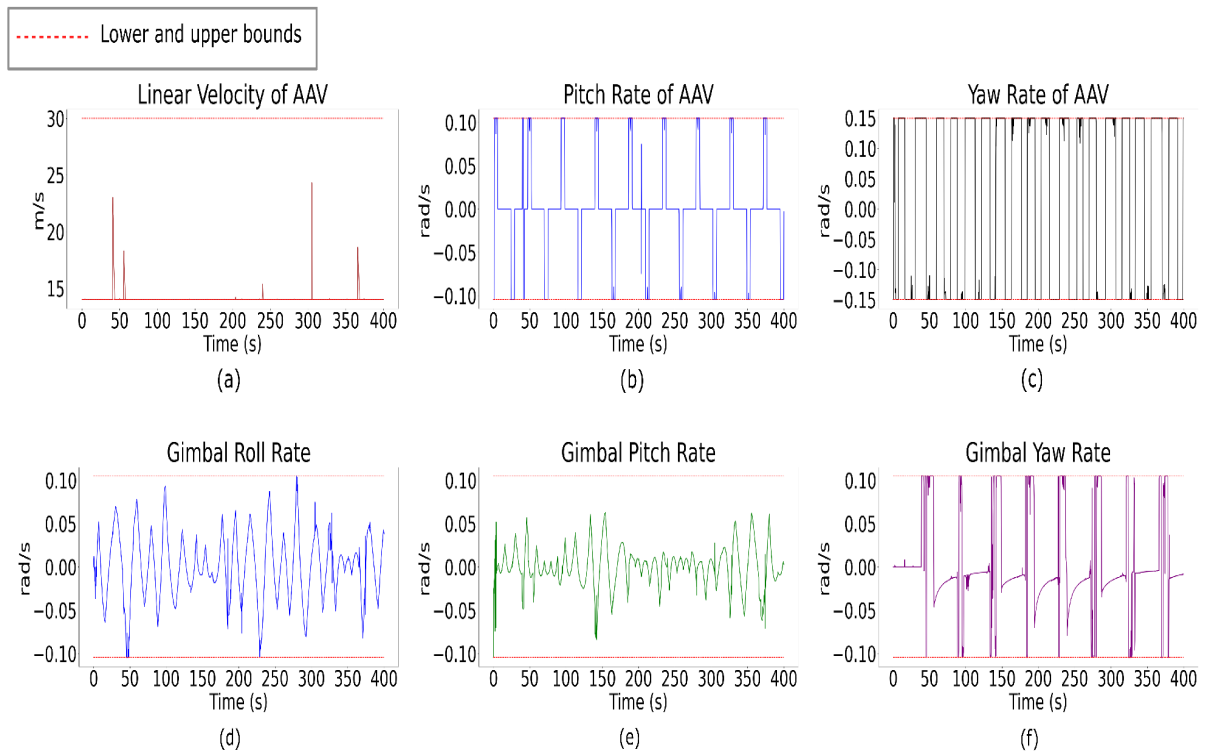 Lower and upper bounds
Linear Velocity of AAV
30
25
20
15
m/s
0 50 100 150 200 250 300 350 400
Time (s)
(a)
Pitch Rate of AAV
0.10
0.05
0.00
−0.05
−0.10
rad/s
0 50 100 150 200 250 300 350 400
Time (s)
(b)
Yaw Rate of AAV
0.15
0.10
0.05
0.00
−0.05
−0.10
−0.15
rad/s
0 50 100 150 200 250 300 350 400
Time (s)
(c)
Gimbal Roll Rate
0.10
0.05
0.00
−0.05
−0.10
rad/s
0 50 100 150 200 250 300 350 400
Time (s)
(d)
Gimbal Pitch Rate
0.10
0.05
0.00
−0.05
−0.10
rad/s
0 50 100 150 200 250 300 350 400
Time (s)
(e)
Gimbal Yaw Rate
0.10
0.05
0.00
−0.05
−0.10
rad/s
0 50 100 150 200 250 300 350 400
Time (s)
(f)